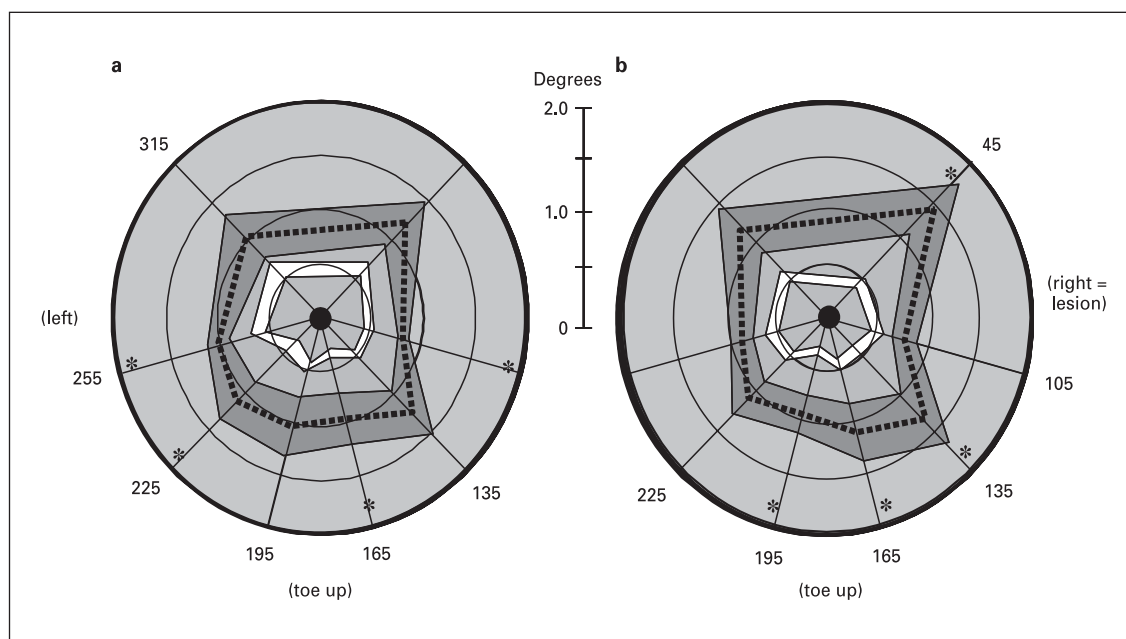 a
Degrees
b
2.0
315
45
*
1.0
(left)
(right =
lesion)
0
*
*
255
105
*
*
225
135
225
135
*
*
*
195
165
195
165
(toe up)
(toe up)